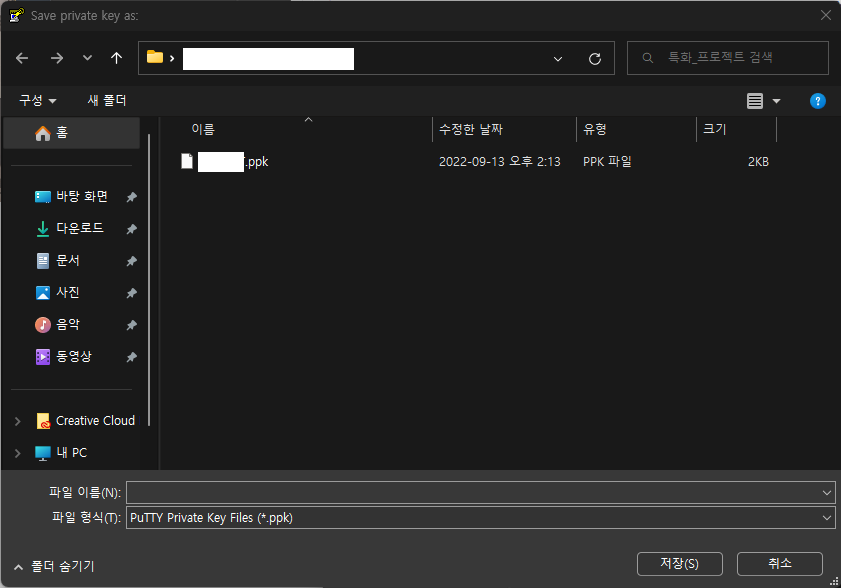 Save private key as:
특화_프로젝트 검색
구성
새 폴더
이름
수정한 날짜
유형
크기
홈
.ppk
2022-09-13 오후 2:13
PPK 파일
2KB
바탕 화면
다운로드
문서
사진
음악
동영상
Creative Cloud
내 PC
파일 이름(N):
파일 형식(T):
PuTTY Private Key Files (*.ppk)
폴더 숨기기
저장(S)
취소